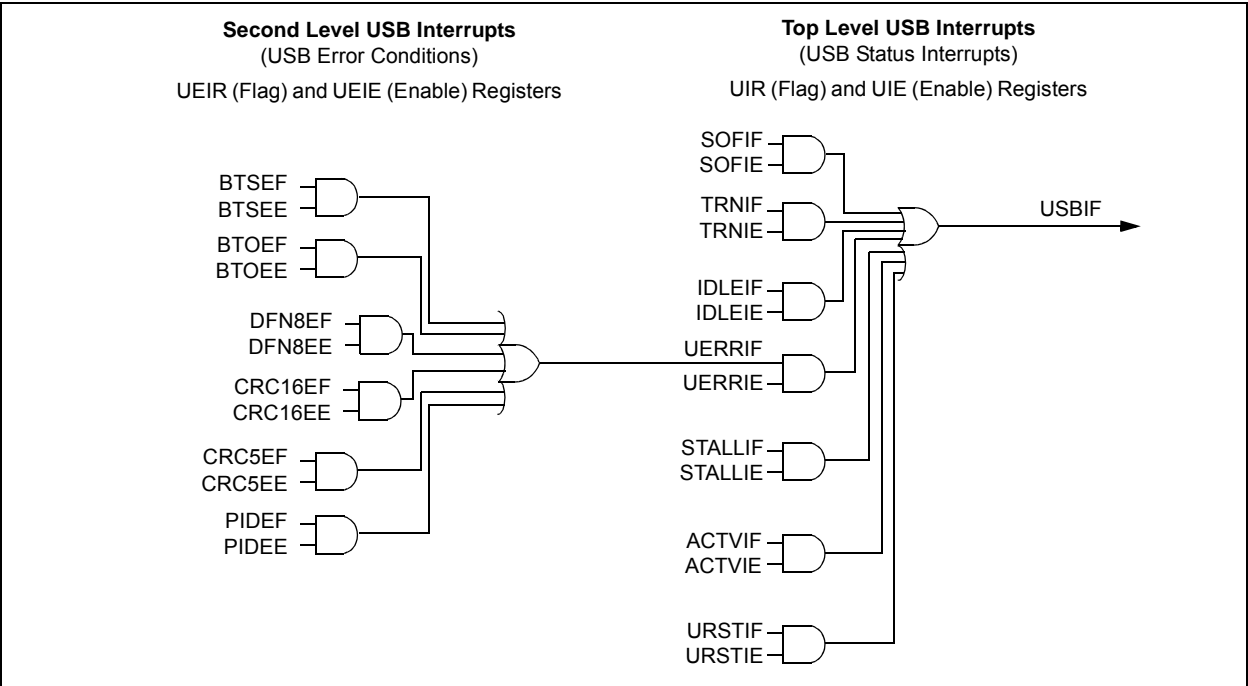 Second Level USB Interrupts
(USB Error Conditions)
UEIR (Flag) and UEIE (Enable) Registers
BTSEF
BTSEE
BTOEF
BTOEE
DFN8EF
DFN8EE
CRC16EF
CRC16EE
CRC5EF
CRC5EE
PIDEF
PIDEE
Top Level USB Interrupts
(USB Status Interrupts)
UIR (Flag) and UIE (Enable) Registers
SOFIF
SOFIE
TRNIF
TRNIE
IDLEIF
IDLEIE
UERRIF
UERRIE
STALLIF
STALLIE
ACTVIF
ACTVIE
URSTIF
URSTIE
USBIF